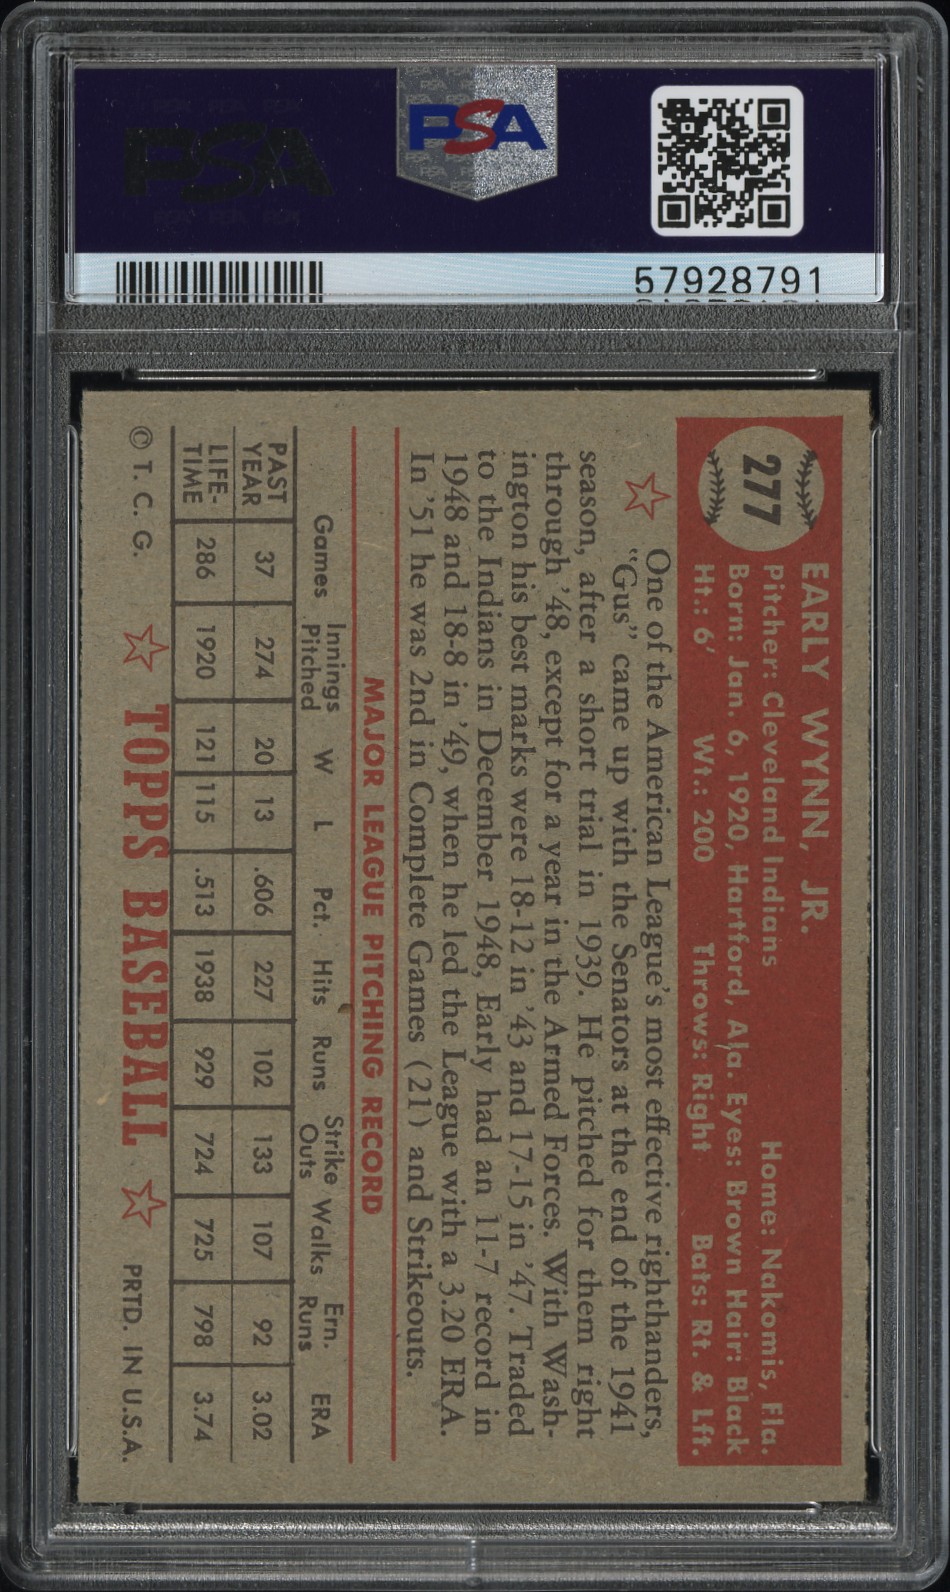 PSA
PSA
57928791
277
EARLY WYNN, JR.
Pitcher: Cleveland Indians Home: Nakomis, Fla.
Born: Jan. 6, 1920, Hartford, Ala. Eyes: Brown Hair: Black
Ht.: 6' Wt.: 200 Throws: Right Bats: Rt. & Lft.
One of the American League's most effective righthanders,
"Gus" came up with the Senators at the end of the 1941
season, after a short trial in 1939. He pitched for them right
through '48, except for a year in the Armed Forces. With Wash-
ington his best marks were 18-12 in '43 and 17-15 in '47. Traded
to the Indians in December 1948, Early had an 11-7 record in
1948 and 18-8 in '49, when he led the League with a 3.20 ERA.
In '51 he was 2nd in Complete Games (21) and Strikeouts.
MAJOR LEAGUE PITCHING RECORD
Games Innings Pitched W L Pct. Hits Runs Strike Outs Walks Ern. Runs ERA
PAST YEAR 37 274 20 13 .606 227 102 133 107 92 3.02
LIFE-TIME 286 1920 121 115 .513 1938 929 724 725 798 3.74
© T. C. G. TOPPS BASEBALL PRTD. IN U.S.A.